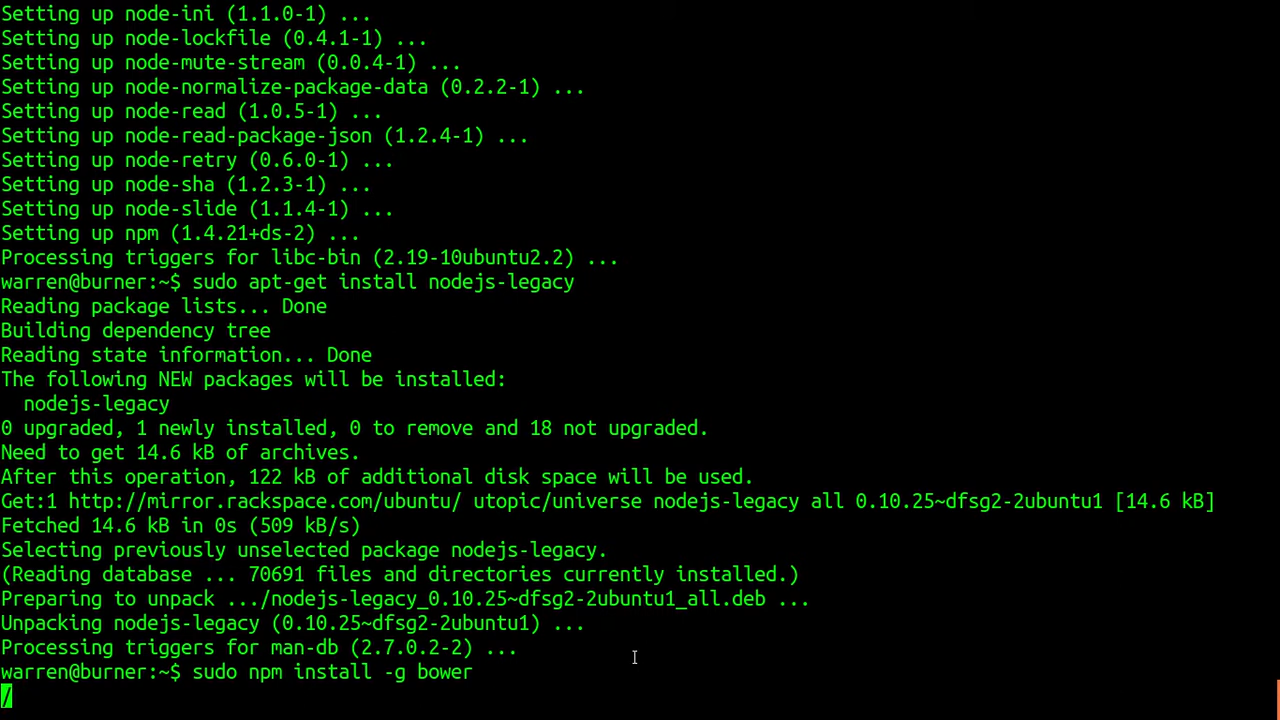 Setting up node-ini (1.1.0-1) ...
Setting up node-lockfile (0.4.1-1) ...
Setting up node-mute-stream (0.0.4-1) ...
Setting up node-normalize-package-data (0.2.2-1) ...
Setting up node-read (1.0.5-1) ...
Setting up node-read-package-json (1.2.4-1) ...
Setting up node-retry (0.6.0-1) ...
Setting up node-sha (1.2.3-1) ...
Setting up node-slide (1.1.4-1) ...
Setting up npm (1.4.21+ds-2) ...
Processing triggers for libc-bin (2.19-10ubuntu2.2) ...
warren@burner:~$ sudo apt-get install nodejs-legacy
Reading package lists... Done
Building dependency tree
Reading state information... Done
The following NEW packages will be installed:
  nodejs-legacy
0 upgraded, 1 newly installed, 0 to remove and 18 not upgraded.
Need to get 14.6 kB of archives.
After this operation, 122 kB of additional disk space will be used.
Get:1 http://mirror.rackspace.com/ubuntu/ utopic/universe nodejs-legacy all 0.10.25~dfsg2-2ubuntu1 [14.6 kB]
Fetched 14.6 kB in 0s (509 kB/s)
Selecting previously unselected package nodejs-legacy.
(Reading database ... 70691 files and directories currently installed.)
Preparing to unpack .../nodejs-legacy_0.10.25~dfsg2-2ubuntu1_all.deb ...
Unpacking nodejs-legacy (0.10.25~dfsg2-2ubuntu1) ...
Processing triggers for man-db (2.7.0.2-2) ...
warren@burner:~$ sudo npm install -g bower
/